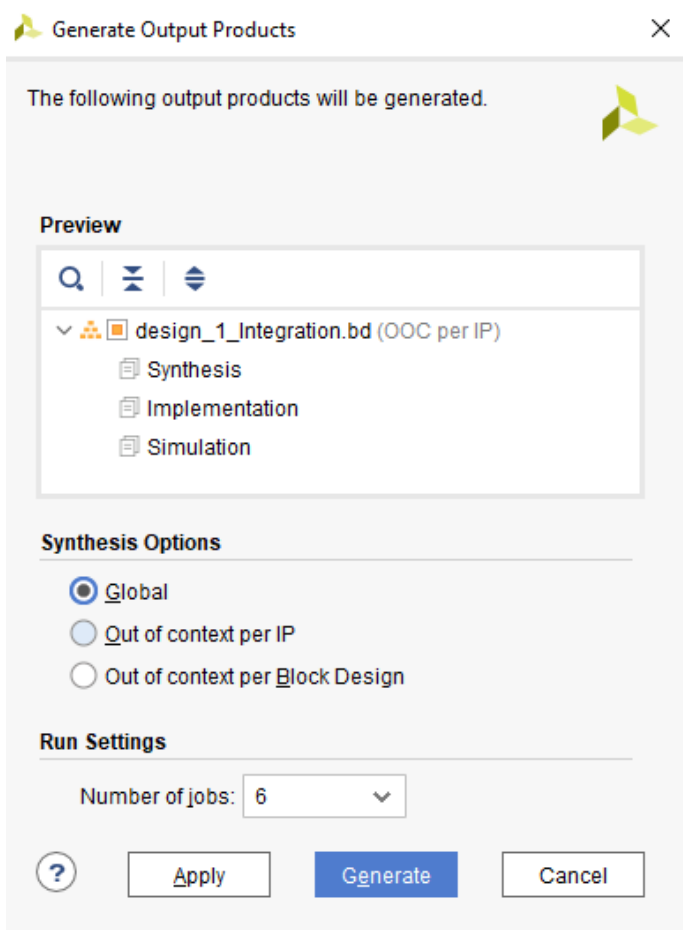 Generate Output Products
The following output products will be generated.
Preview
design_1_Integration.bd (OOC per IP)
Synthesis
Implementation
Simulation
Synthesis Options
Global
Out of context per IP
Out of context per Block Design
Run Settings
Number of jobs: 6
? Apply Generate Cancel